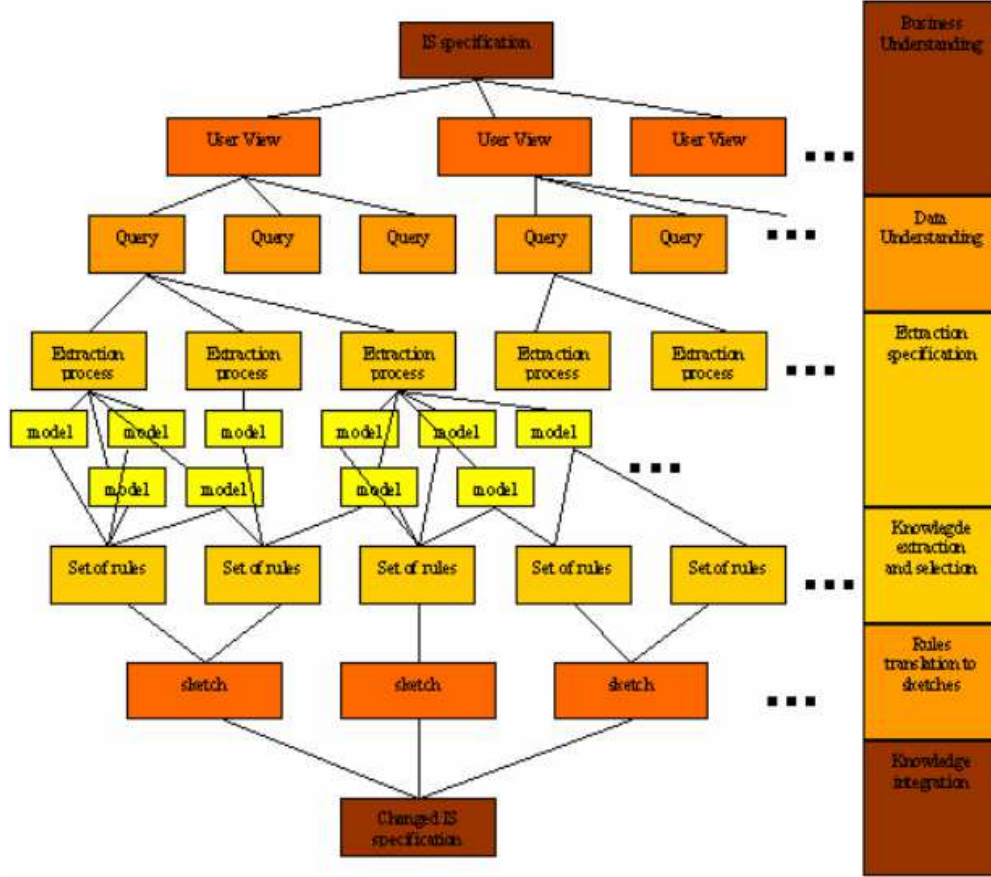 IS specification
Business
Understanding
User View
User View
User View
Query
Query
Query
Query
Query
Data
Understanding
Extraction
process
Extraction
process
Extraction
process
Extraction
process
Extraction
process
Extraction
specification
model
model
model
model
model
model
model
model
model
model
Set of rules
Set of rules
Set of rules
Set of rules
Set of rules
Knowlegde
extraction
and selection
sketch
sketch
sketch
Rules
translation to
sketches
Changed IS
specification
Knowledge
integration